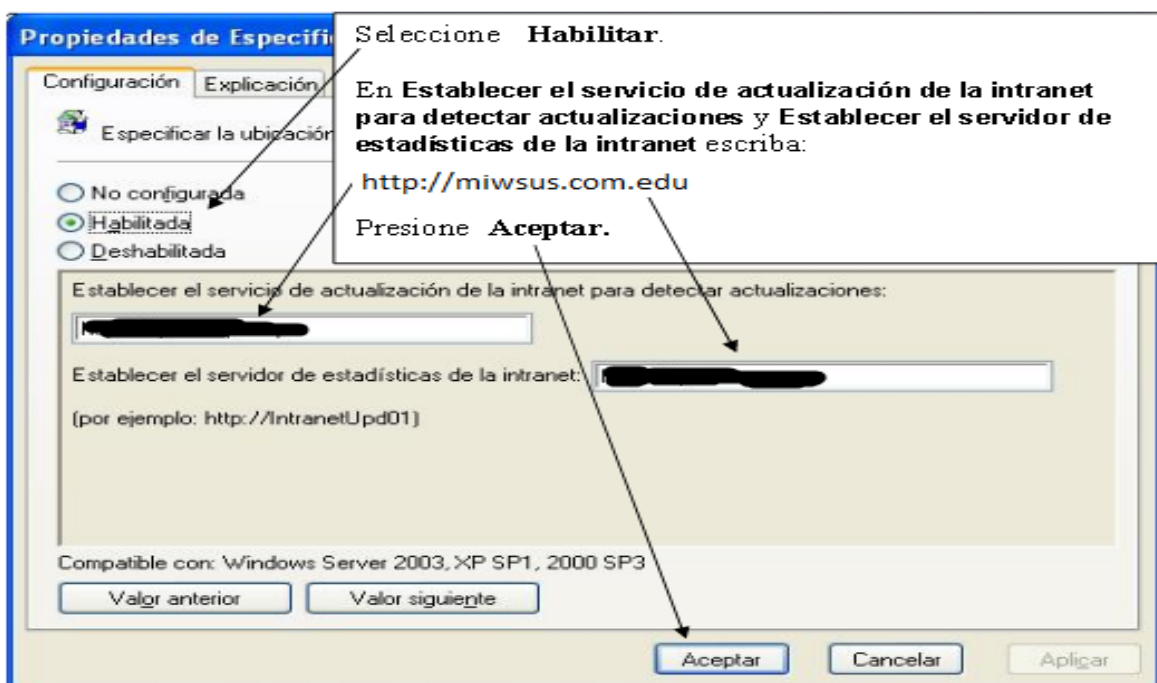 Propiedades de Especifi
Seleccione Habilitar.
En Establecer el servicio de actualización de la intranet
para detectar actualizaciones y Establecer el servidor de
estadísticas de la intranet escriba:
http://miwsus.com.edu
Presione Aceptar.
Configuración Explicación
Especificar la ubicación
No configurada
Habilitada
Deshabilitada
Establecer el servicio de actualización de la intranet para detectar actualizaciones:
Establecer el servidor de estadísticas de la intranet:
(por ejemplo: http://IntranetUpd01)
Compatible con: Windows Server 2003, XP SP1, 2000 SP3
Valor anterior Valor siguiente
Aceptar Cancelar Aplicar